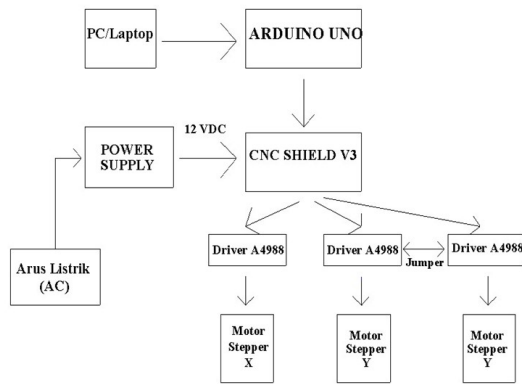 PC/Laptop
ARDUINO UNO
12 VDC
POWER
SUPPLY
CNC SHIELD V3
Arus Listrik
(AC)
Driver A4988
Driver A4988
Driver A4988
Jumper
Motor
Stepper
X
Motor
Stepper
Y
Motor
Stepper
Y